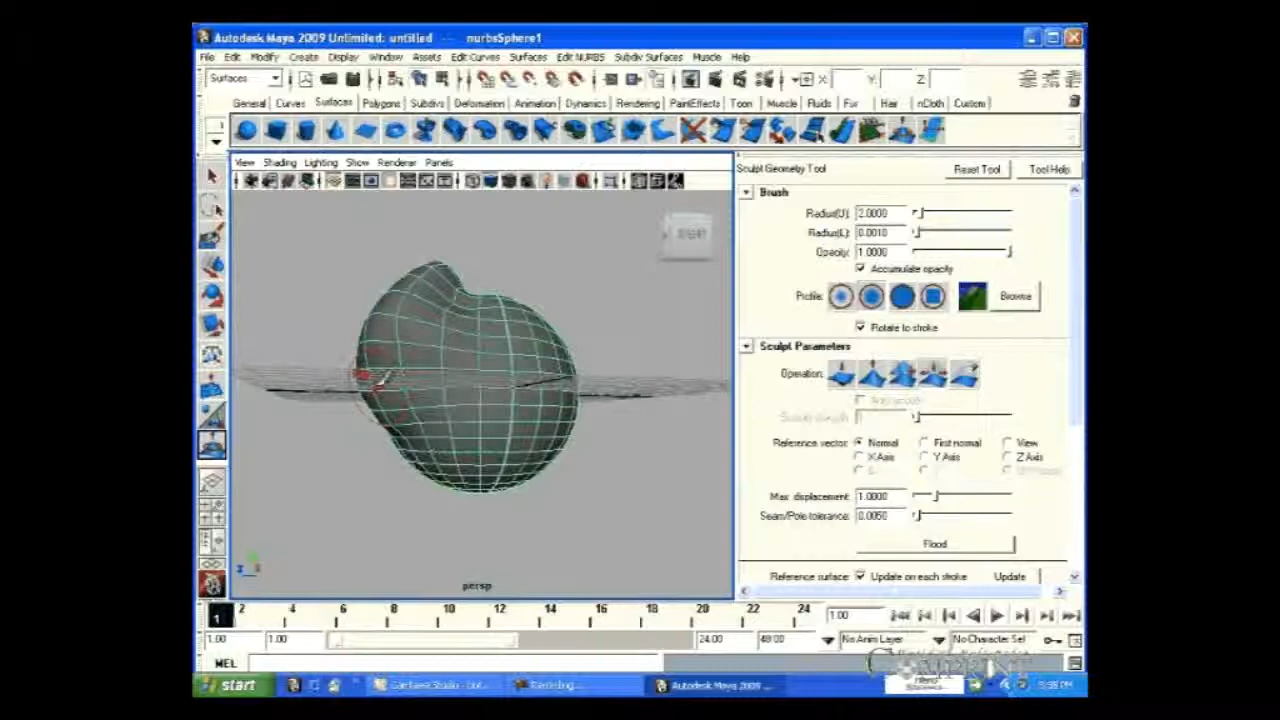 Autodesk Maya 2009 Unlimited: untitled --- nurbsSphere1
File Edit Modify Create Display Window Assets Edit Curves Surfaces Edit NURBS Subdiv Surfaces Muscle Help
Surfaces X: Y: Z:
General Curves Surfaces Polygons Subdivs Deformation Animation Dynamics Rendering PaintEffects Toon Muscle Fluids Fur Hair nCloth Custom
View Shading Lighting Show Renderer Panels
Sculpt Geometry Tool Reset Tool Tool Help
Brush
Radius(U): 2.0000
Radius(L): 0.0010
Opacity: 1.0000
Accumulate opacity
Profile: Browse
Rotate to stroke
Sculpt Parameters
Operation:
Reference vector: Normal First normal View
X Axis Y Axis Z Axis
Max displacement: 1.0000
Seam/Pole tolerance: 0.0050
Flood
Reference surface: Update on each stroke Update
persp
1 2 4 6 8 10 12 14 16 18 20 22 24 1.00
1.00 1.00 24.00 48.00 No Anim Layer No Character Set
MEL
start Camtasia Studio Recording... Autodesk Maya 2009 ...